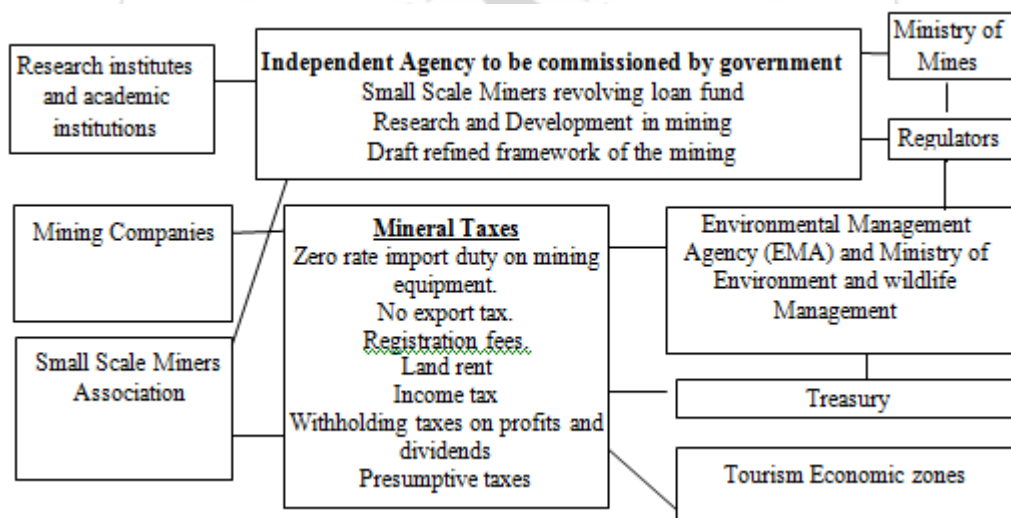 Research institutes
and academic
institutions
Independent Agency to be commissioned by government
Small Scale Miners revolving loan fund
Research and Development in mining
Draft refined framework of the mining
Ministry of
Mines
Regulators
Mining Companies
Small Scale Miners
Association
Mineral Taxes
Zero rate import duty on mining
equipment.
No export tax.
Registration fees.
Land rent
Income tax
Withholding taxes on profits and
dividends
Presumptive taxes
Environmental Management
Agency (EMA) and Ministry of
Environment and wildlife
Management
Treasury
Tourism Economic zones